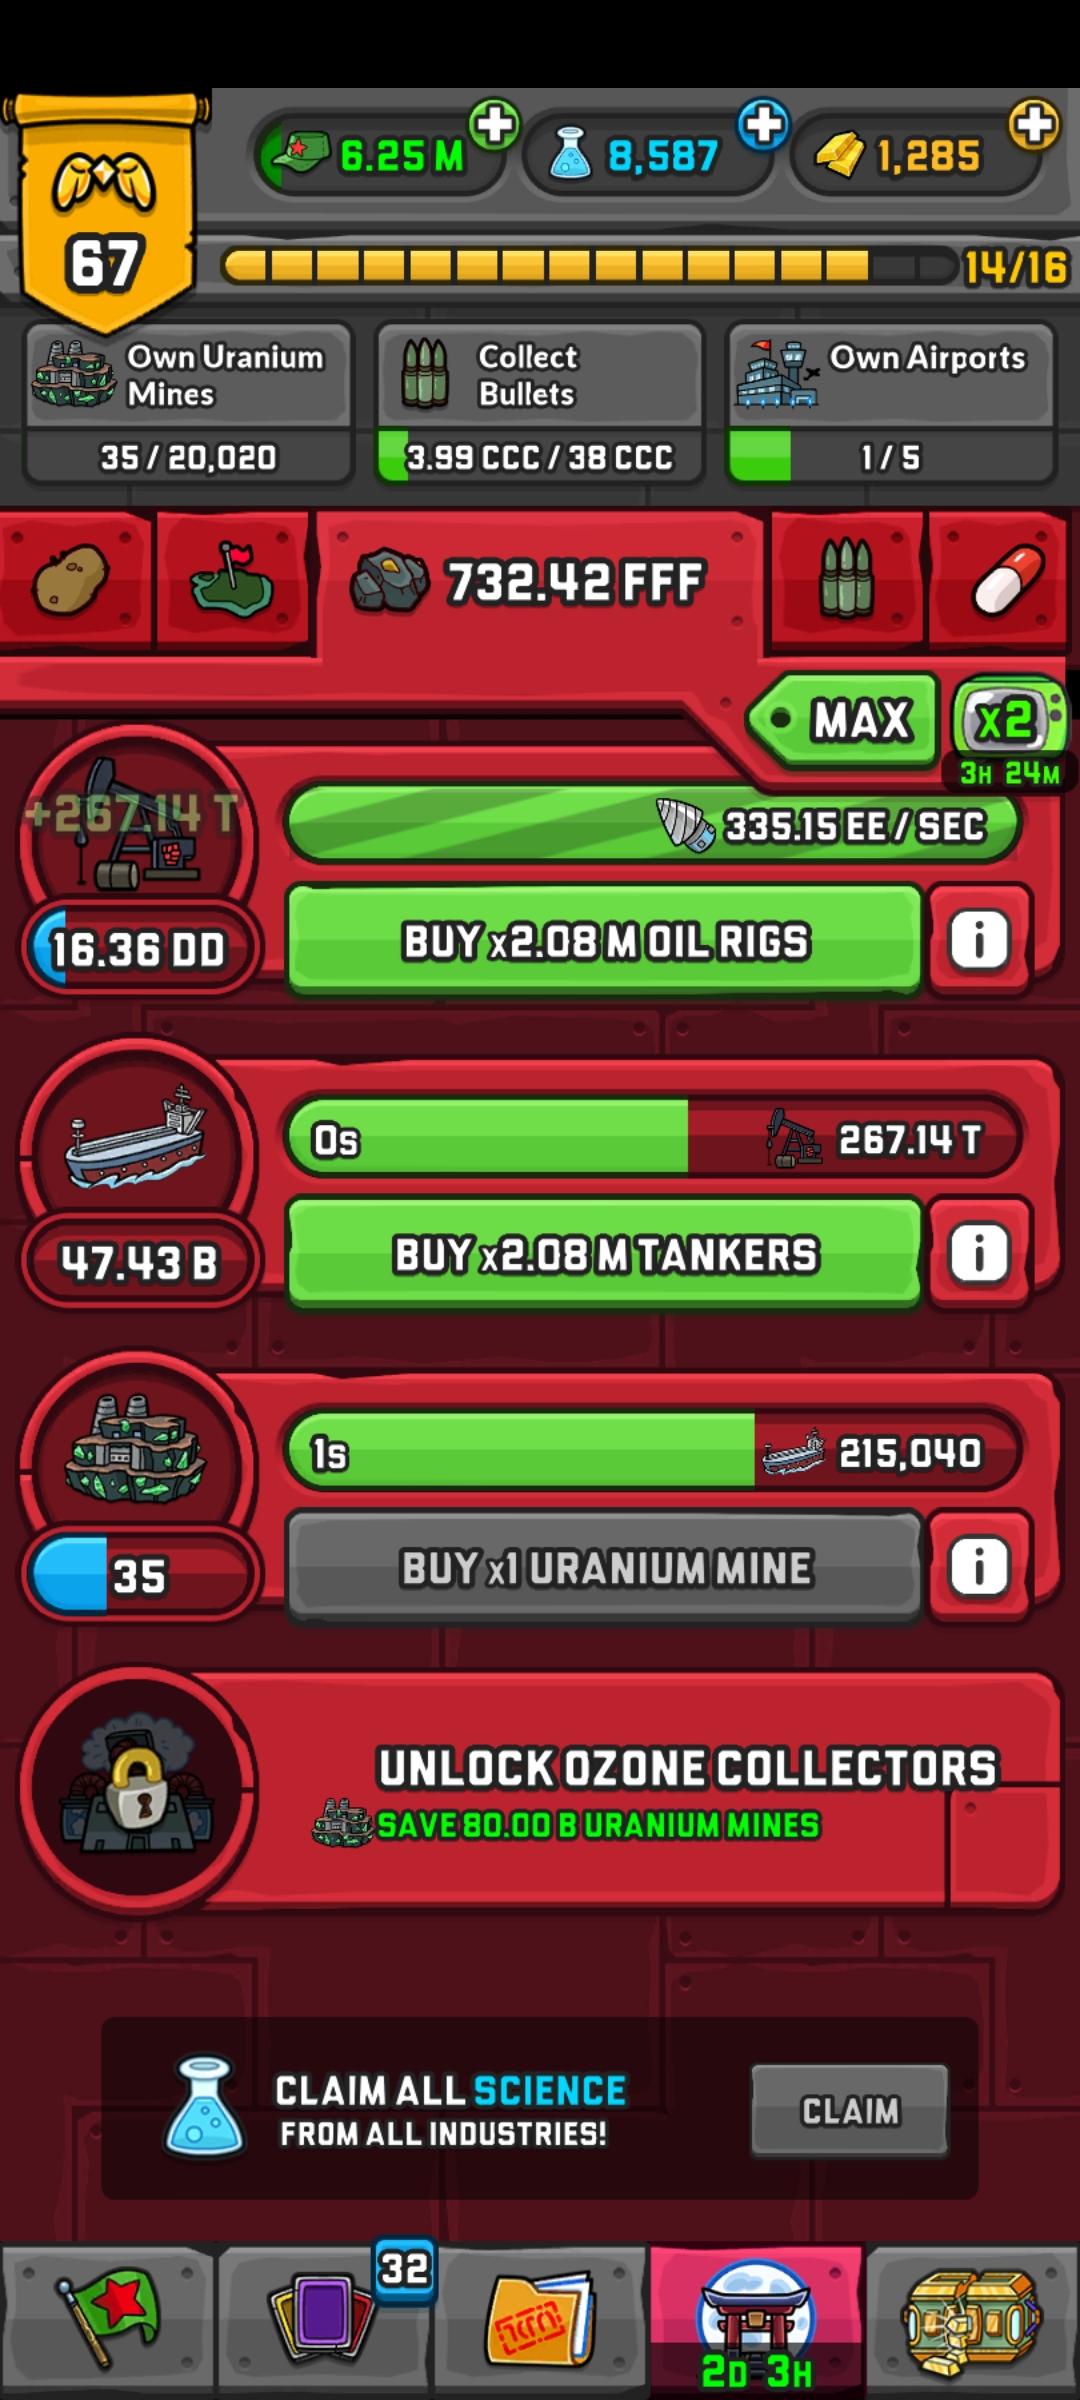 67
6.25 M
8,587
1,285
14/16
Own Uranium
Mines
35 / 20,020
Collect
Bullets
3.99 CCC / 38 CCC
Own Airports
1 / 5
732.42 FFF
MAX
x2
3H 24M
+267.14 T
335.15 EE / SEC
16.36 DD
BUY x2.08 M OIL RIGS
i
0s
267.14 T
47.43 B
BUY x2.08 M TANKERS
i
1s
215,040
35
BUY x1 URANIUM MINE
i
UNLOCK OZONE COLLECTORS
SAVE 80.00 B URANIUM MINES
CLAIM ALL SCIENCE
FROM ALL INDUSTRIES!
CLAIM
32
2D 3H